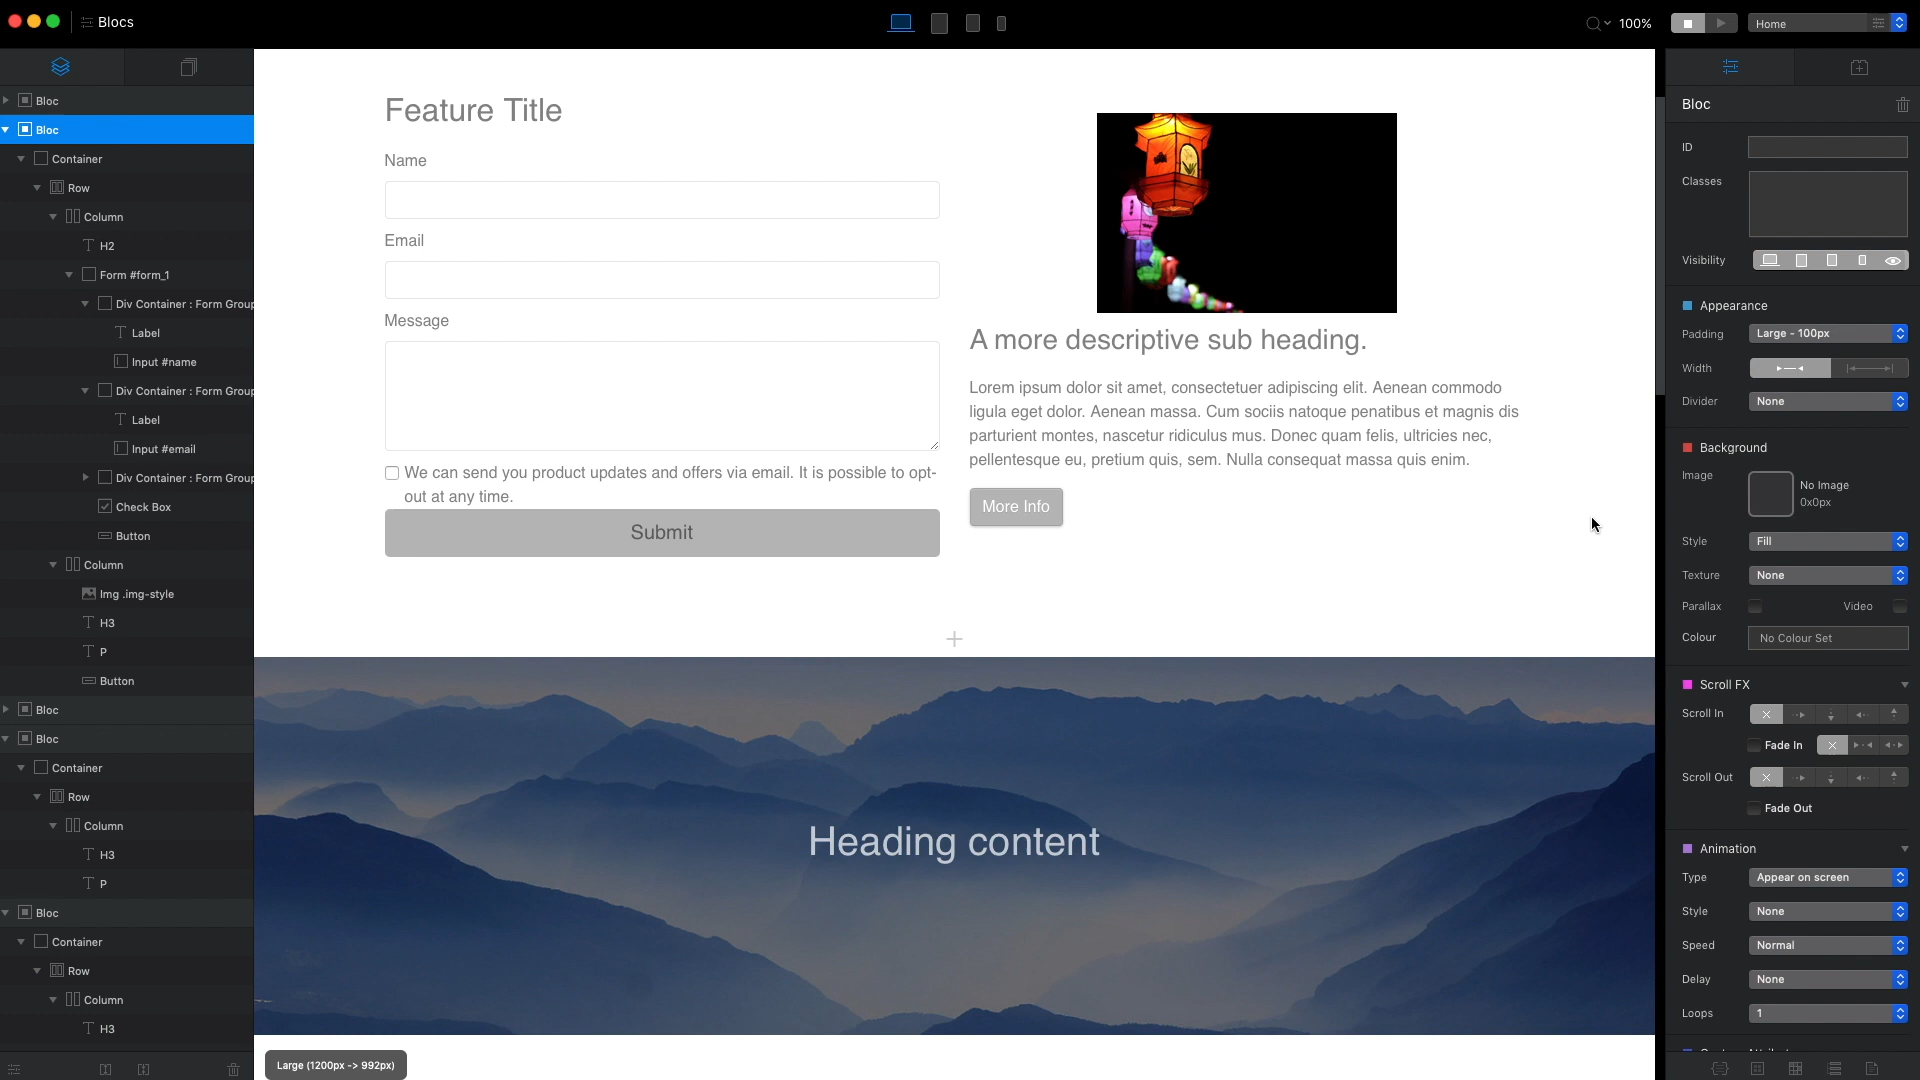 Blocs
100%
Home
Bloc
Bloc
Container
Row
Column
H2
Form #form_1
Div Container : Form Group
Label
Input #name
Div Container : Form Group
Label
Input #email
Div Container : Form Group
Check Box
Button
Column
Img .img-style
H3
P
Button
Bloc
Bloc
Container
Row
Column
H3
P
Bloc
Container
Row
Column
H3
Feature Title
Name
Email
Message
We can send you product updates and offers via email. It is possible to opt-
out at any time.
Submit
A more descriptive sub heading.
Lorem ipsum dolor sit amet, consectetuer adipiscing elit. Aenean commodo
ligula eget dolor. Aenean massa. Cum sociis natoque penatibus et magnis dis
parturient montes, nascetur ridiculus mus. Donec quam felis, ultricies nec,
pellentesque eu, pretium quis, sem. Nulla consequat massa quis enim.
More Info
Heading content
Large (1200px -> 992px)
Bloc
ID
Classes
Visibility
Appearance
Padding Large - 100px
Width
Divider None
Background
Image No Image
0x0px
Style Fill
Texture None
Parallax Video
Colour No Colour Set
Scroll FX
Scroll In
Fade In
Scroll Out
Fade Out
Animation
Type Appear on screen
Style None
Speed Normal
Delay None
Loops 1